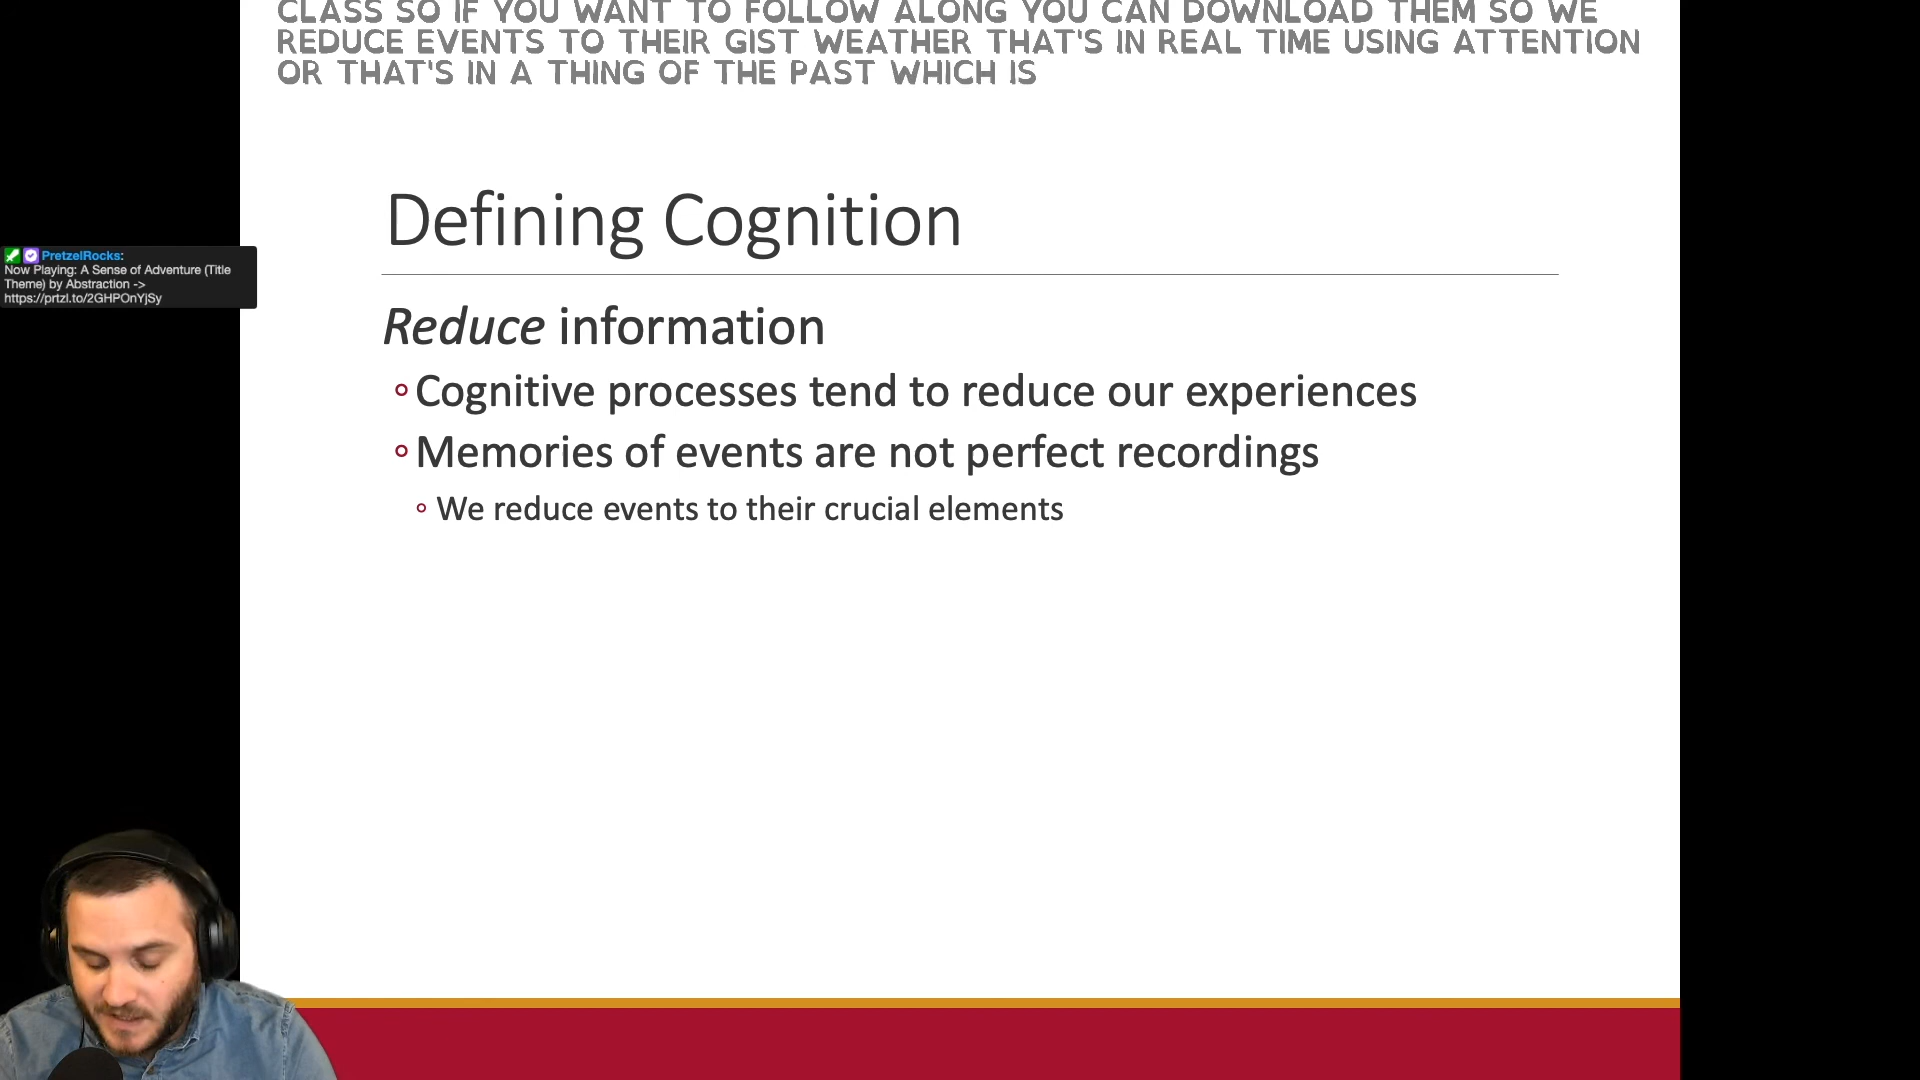 CLASS SO IF YOU WANT TO FOLLOW ALONG YOU CAN DOWNLOAD THEM SO WE
REDUCE EVENTS TO THEIR GIST WEATHER THAT'S IN REAL TIME USING ATTENTION
OR THAT'S IN A THING OF THE PAST WHICH IS
Defining Cognition
PretzelRocks:
Now Playing: A Sense of Adventure (Title
Theme) by Abstraction ->
https://prtzl.to/2GHPOnYjSy
Reduce information
Cognitive processes tend to reduce our experiences
Memories of events are not perfect recordings
We reduce events to their crucial elements